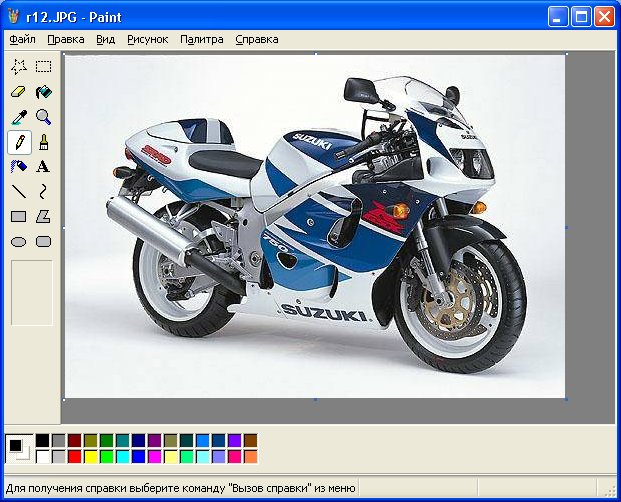 r12.JPG - Paint
Файл Правка Вид Рисунок Палитра Справка
A
SUZUKI
R
750
SUZUKI
Для получения справки выберите команду "Вызов справки" из меню